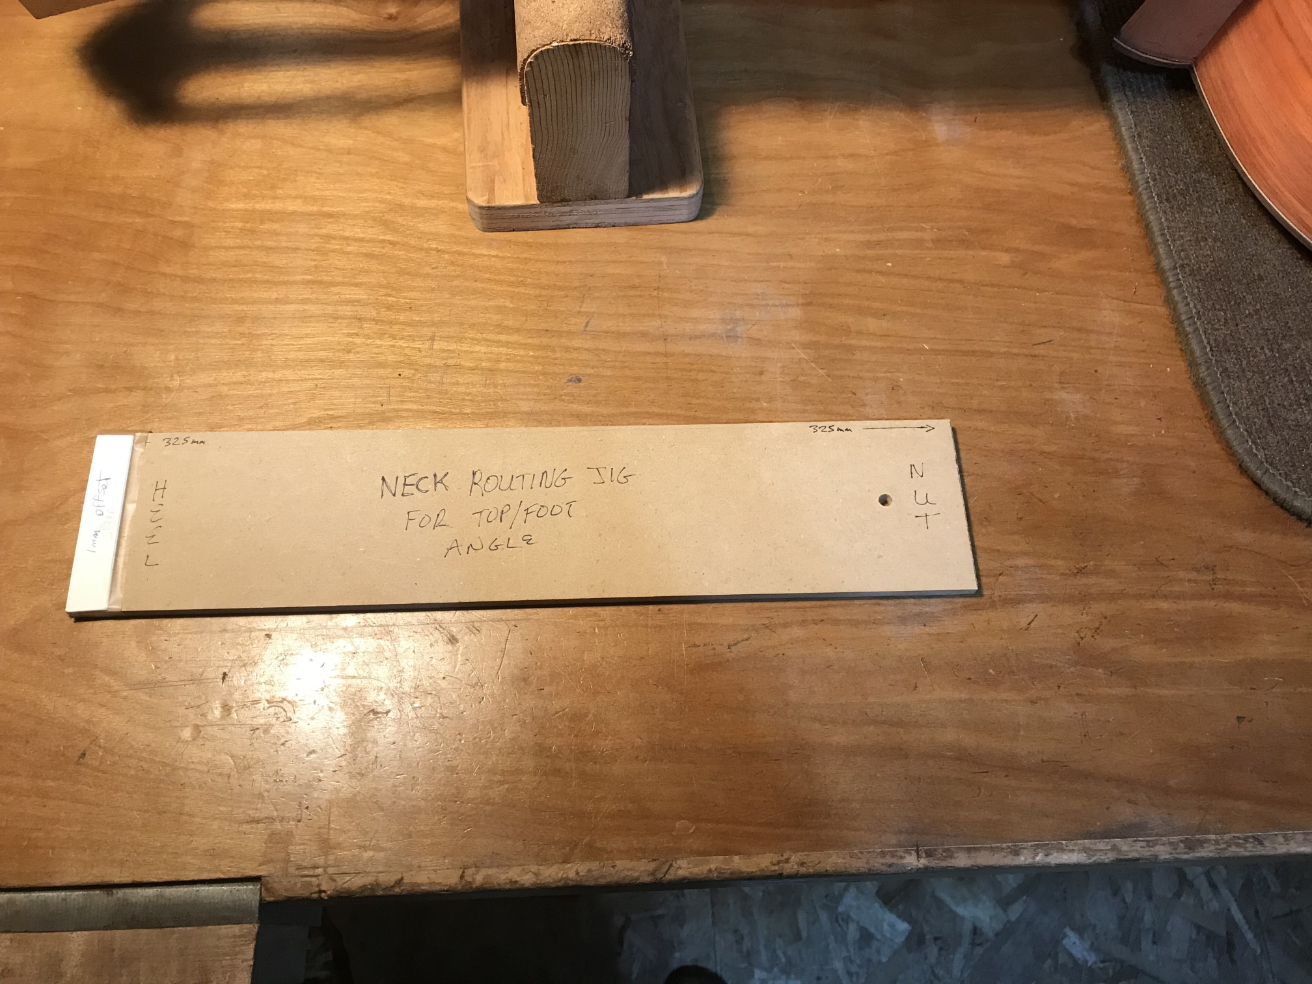 1mm offset
325mm
HEEL
NECK ROUTING JIG
FOR TOP/FOOT
ANGLE
325mm
NUT